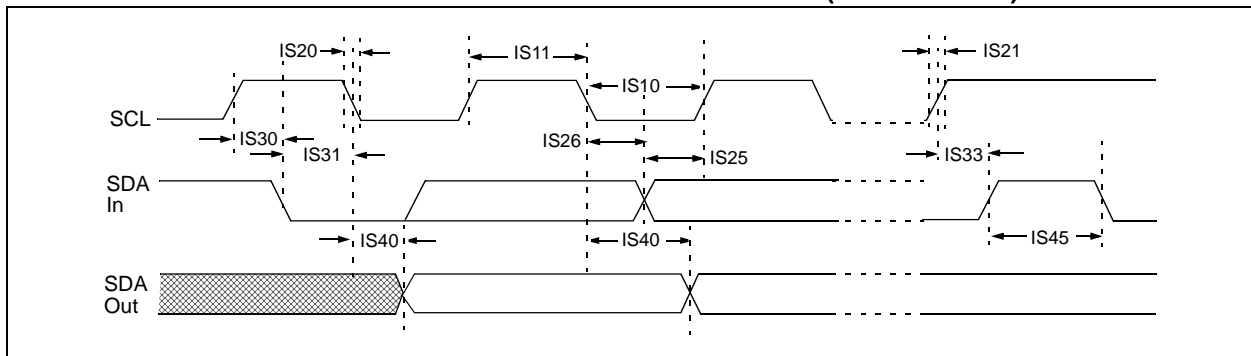 IS20
IS11
IS21
IS10
SCL
IS30
IS31
IS26
IS25
IS33
SDA
In
IS40
IS40
IS45
SDA
Out